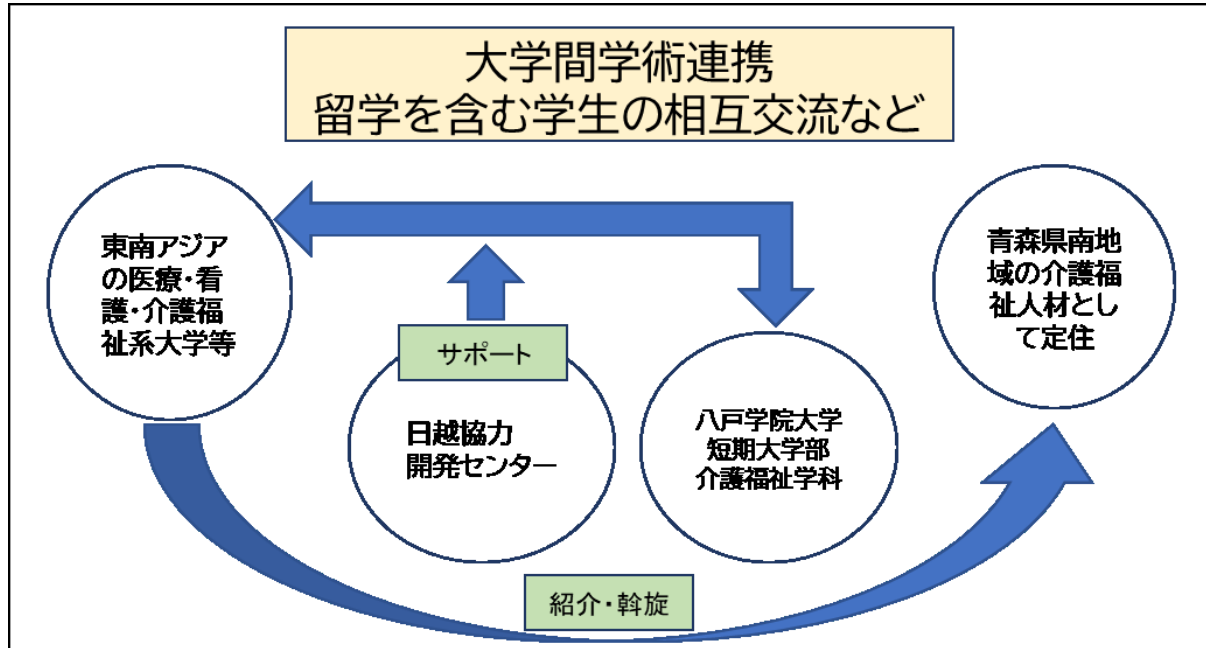 大学間学術連携
留学を含む学生の相互交流など
東南アジア
の医療・看
護・介護福
祉系大学等
サポート
日越協力
開発センター
八戸学院大学
短期大学部
介護福祉学科
青森県南地
域の介護福
祉人材とし
て定住
紹介・斡旋